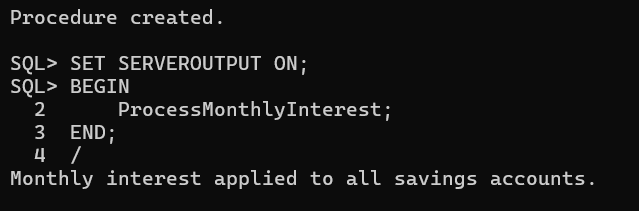 Procedure created.

SQL> SET SERVEROUTPUT ON;
SQL> BEGIN
  2      ProcessMonthlyInterest;
  3  END;
  4  /
Monthly interest applied to all savings accounts.